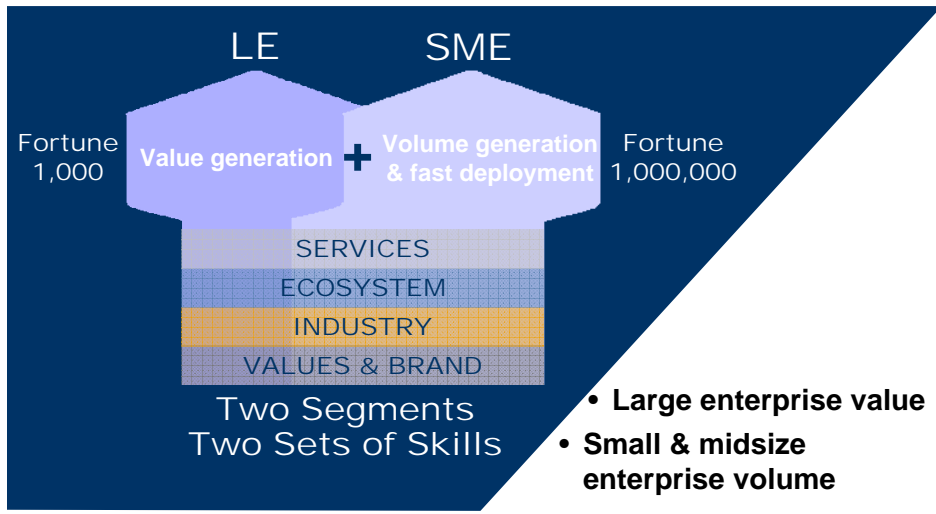 LE
SME
Fortune
1,000
Value generation
+
Volume generation
& fast deployment
Fortune
1,000,000
SERVICES
ECOSYSTEM
INDUSTRY
VALUES & BRAND
Two Segments
Two Sets of Skills
• Large enterprise value
• Small & midsize
enterprise volume